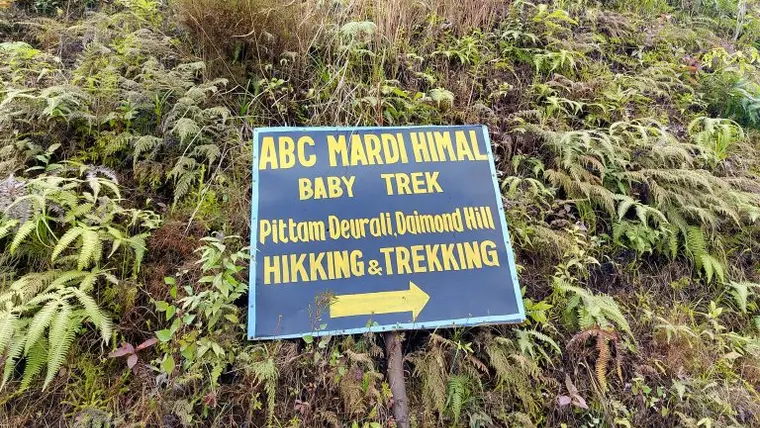 ABC MARDI HIMAL
BABY TREK
Pittam-Deurali, Daimond Hill
HIKKING & TREKKING